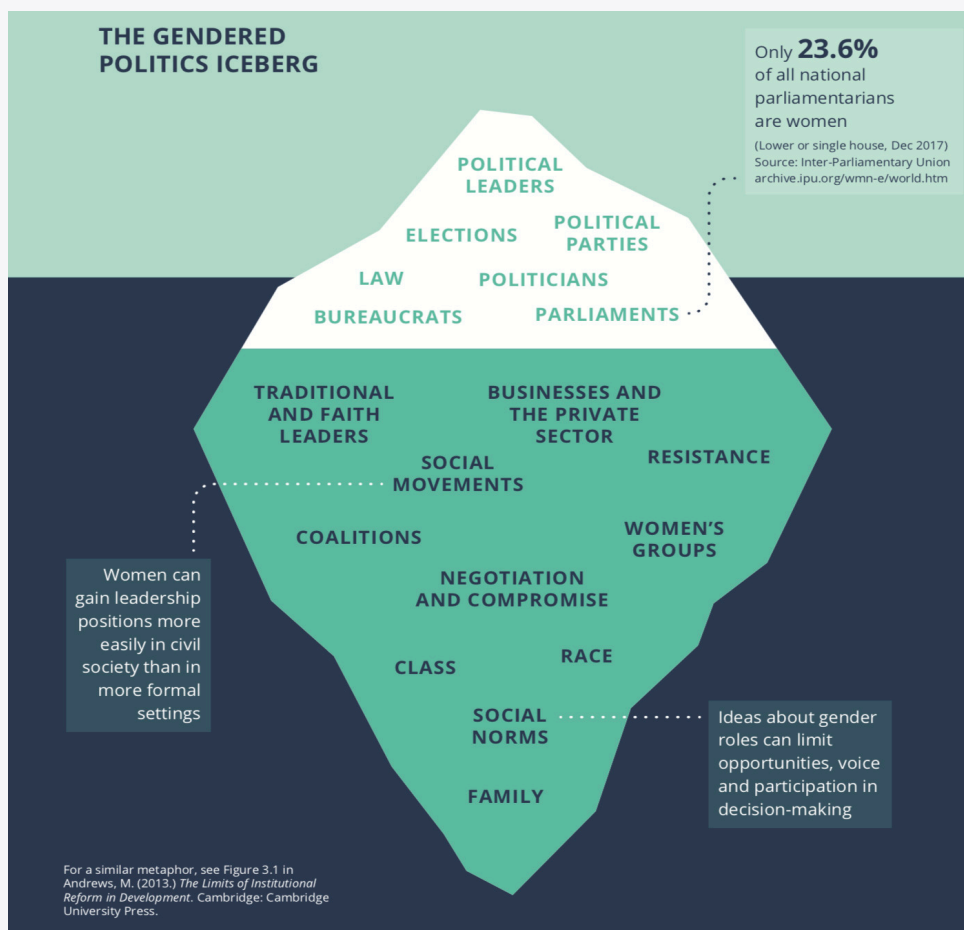 THE GENDERED
POLITICS ICEBERG
Only 23.6%
of all national
parliamentarians
are women
(Lower or single house, Dec 2017)
Source: Inter-Parliamentary Union
archive.ipu.org/wmn-e/world.htm
POLITICAL
LEADERS
ELECTIONS
POLITICAL
PARTIES
LAW
POLITICIANS
BUREAUCRATS
PARLIAMENTS
TRADITIONAL
AND FAITH
LEADERS
BUSINESSES AND
THE PRIVATE
SECTOR
RESISTANCE
SOCIAL
MOVEMENTS
COALITIONS
WOMEN’S
GROUPS
Women can
gain leadership
positions more
easily in civil
society than in
more formal
settings
NEGOTIATION
AND COMPROMISE
CLASS
RACE
SOCIAL
NORMS
Ideas about gender
roles can limit
opportunities, voice
and participation in
decision-making
FAMILY
For a similar metaphor, see Figure 3.1 in
Andrews, M. (2013.) The Limits of Institutional
Reform in Development. Cambridge: Cambridge
University Press.